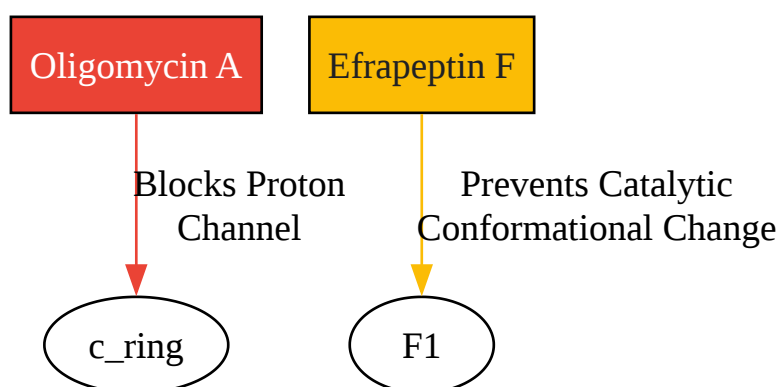 Oligomycin A
Efrapeptin F
Blocks Proton
Channel
Prevents Catalytic
Conformational Change
c_ring
F1